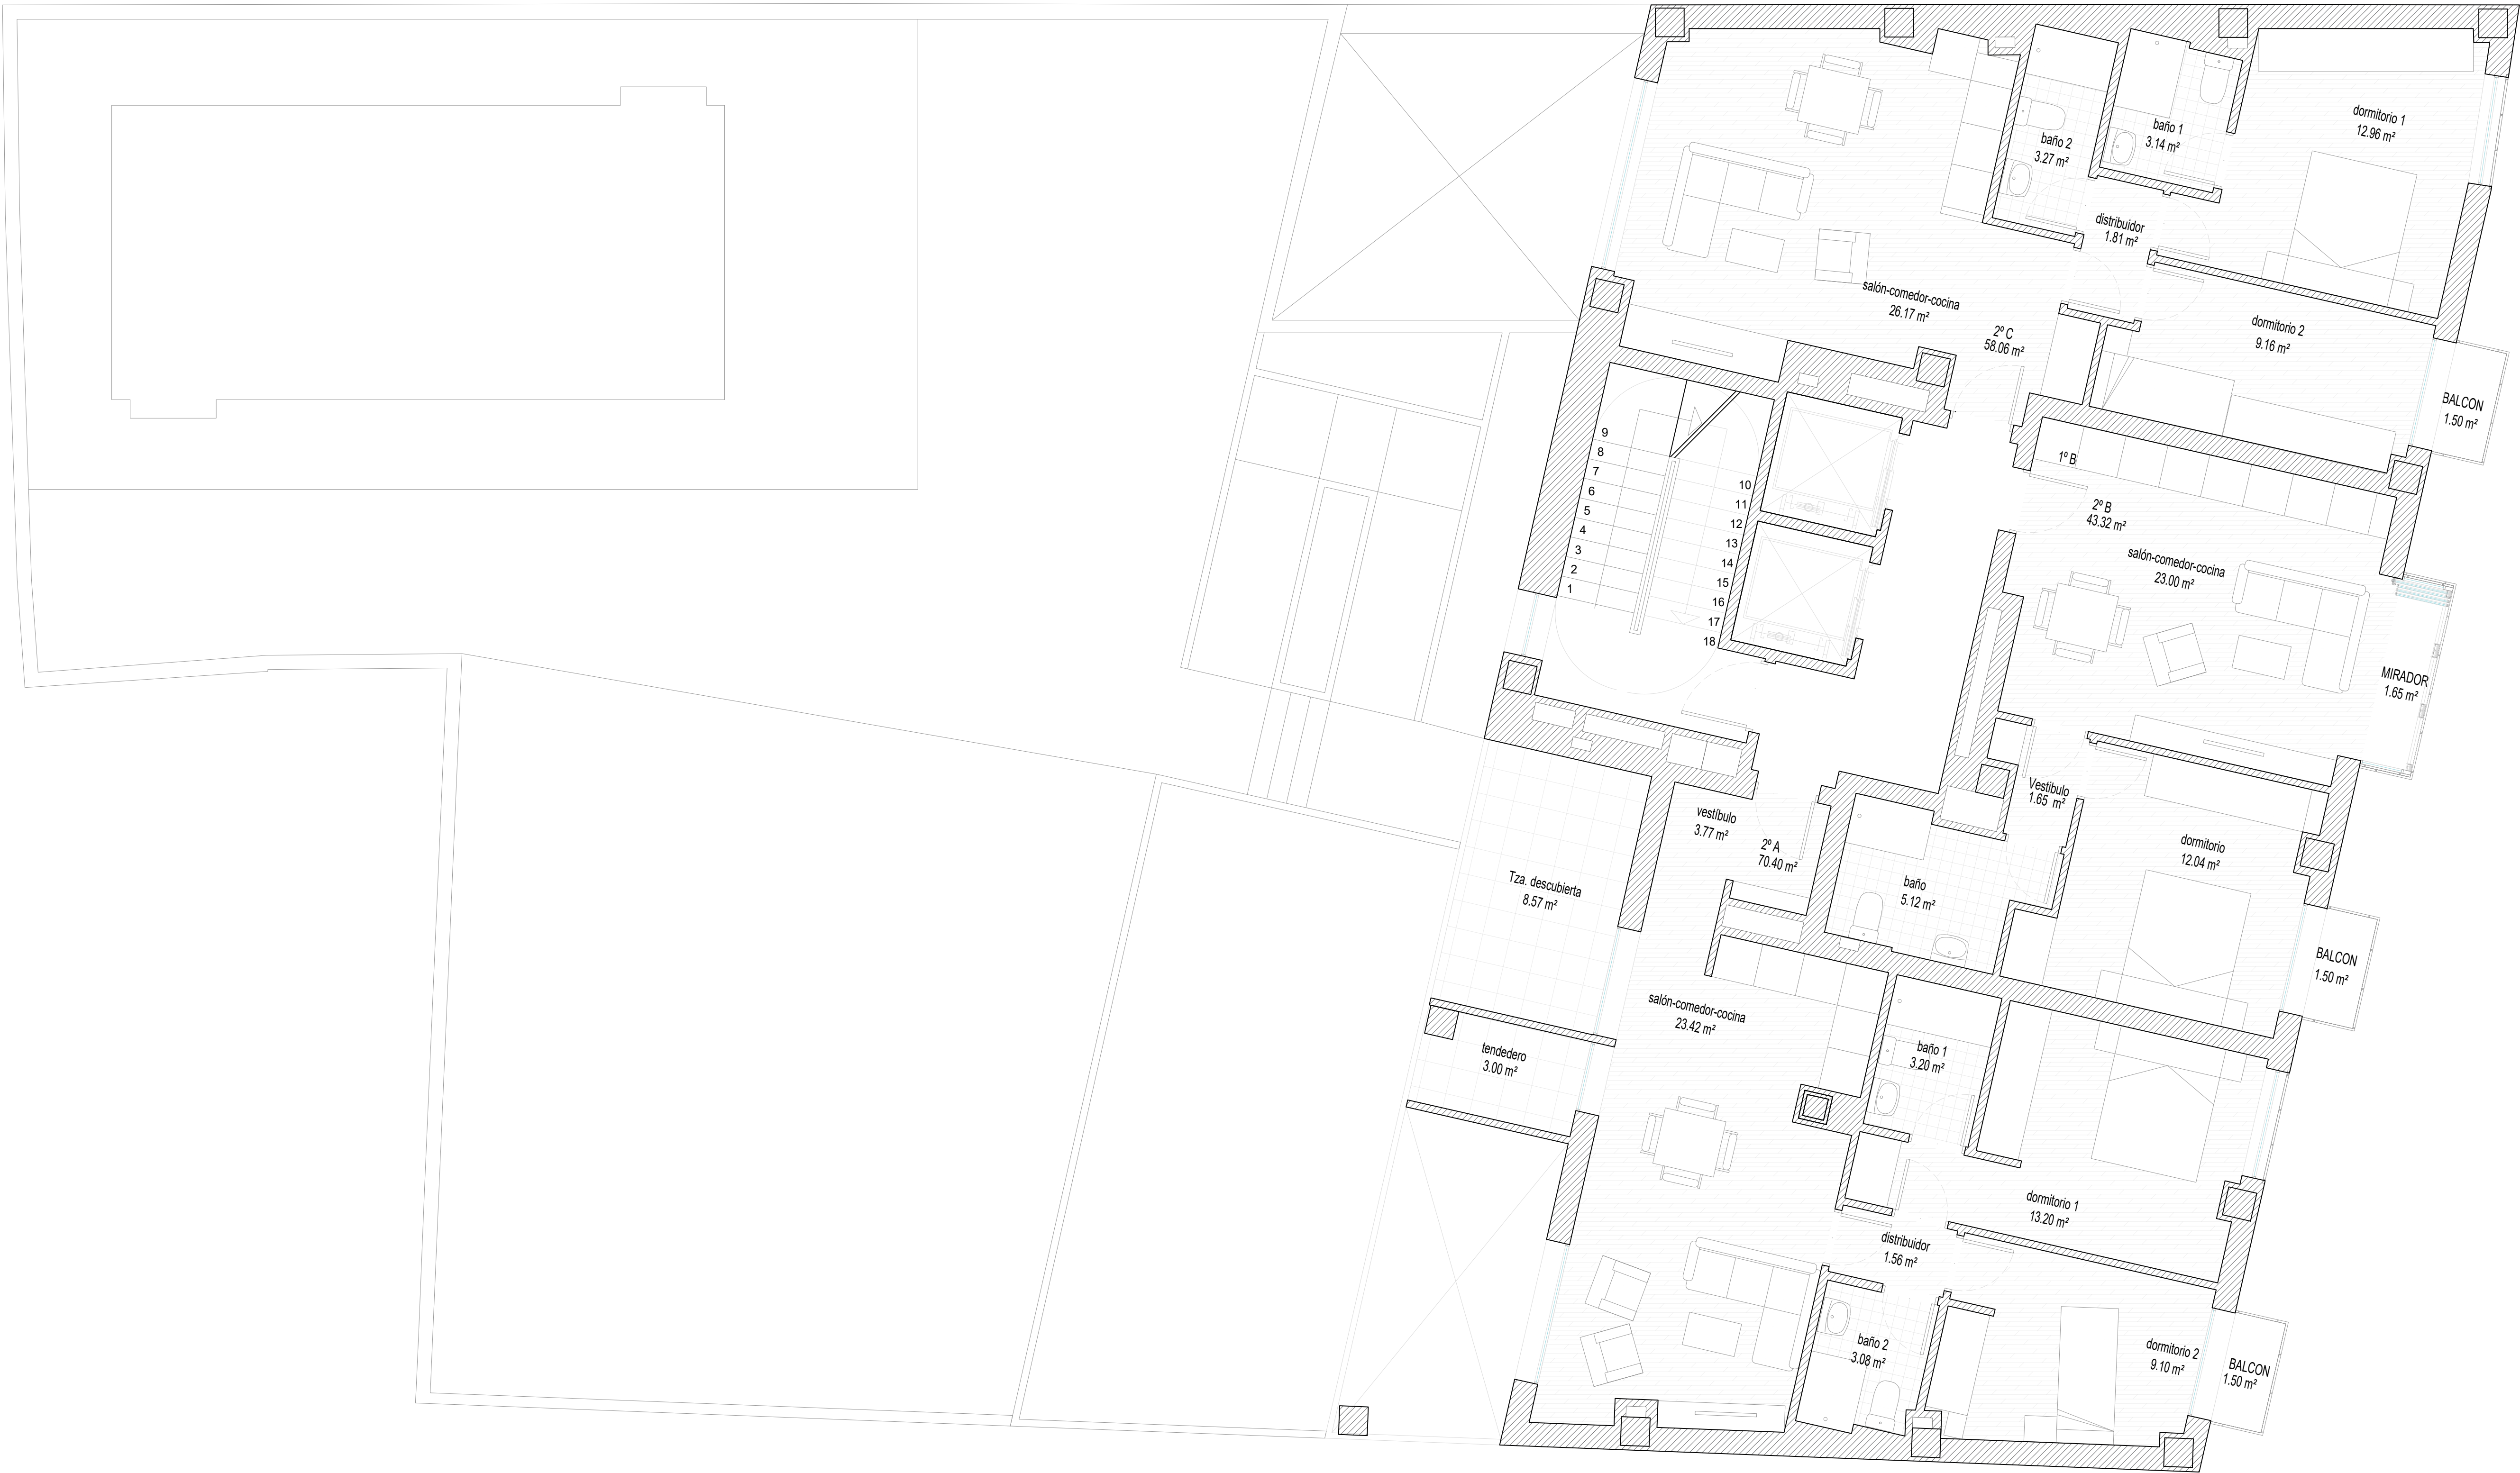 dormitorio 1
12.96 m²
baño 1
3.14 m²
baño 2
3.27 m²
distribuidor
1.81 m²
salón-comedor-cocina
26.17 m²
2º C
58.06 m²
dormitorio 2
9.16 m²
BALCON
1.50 m²
9
8
7
6
5
4
3
2
1
10
11
12
13
14
15
16
17
18
1º B
2º B
43.32 m²
salón-comedor-cocina
23.00 m²
MIRADOR
1.65 m²
Vestibulo
1.65 m²
vestíbulo
3.77 m²
2º A
70.40 m²
dormitorio
12.04 m²
baño
5.12 m²
Tza. descubierta
8.57 m²
BALCON
1.50 m²
salón-comedor-cocina
23.42 m²
tendedero
3.00 m²
baño 1
3.20 m²
dormitorio 1
13.20 m²
distribuidor
1.56 m²
baño 2
3.08 m²
dormitorio 2
9.10 m²
BALCON
1.50 m²